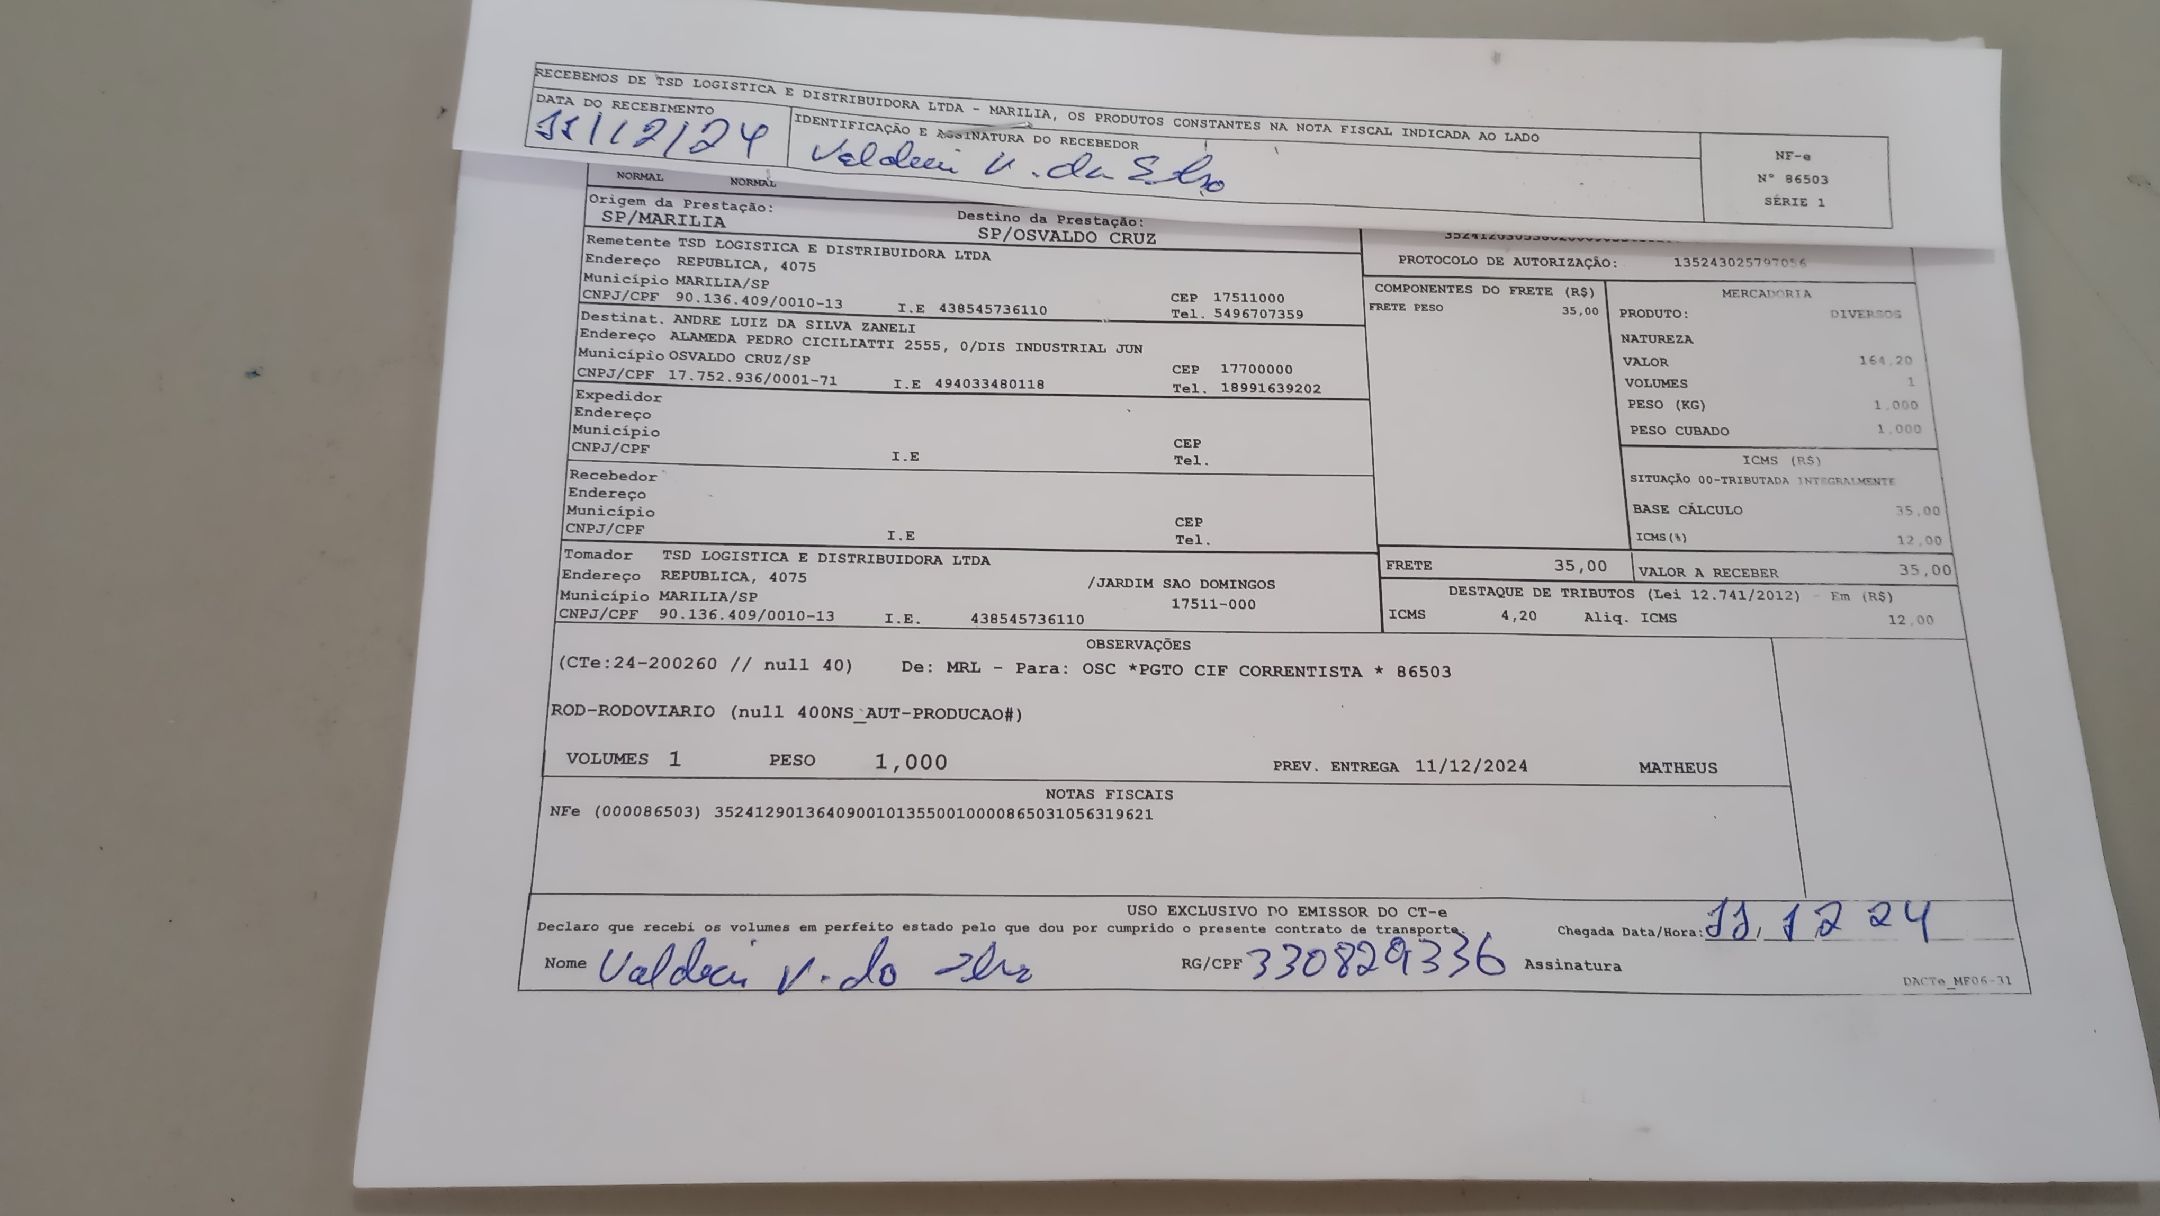 RECEBEMOS DE TSD LOGISTICA E DISTRIBUIDORA LTDA - MARILIA, OS PRODUTOS CONSTANTES NA NOTA FISCAL INDICADA AO LADO
DATA DO RECEBIMENTO
11/12/24
IDENTIFICAÇÃO E ASSINATURA DO RECEBEDOR
Valdeci V. da Silva
NF-e
Nº 86503
SÉRIE 1
NORMAL NORMAL
Origem da Prestação:
SP/MARILIA
Destino da Prestação:
SP/OSVALDO CRUZ
Remetente TSD LOGISTICA E DISTRIBUIDORA LTDA
Endereço REPUBLICA, 4075
Município MARILIA/SP CEP 17511000
CNPJ/CPF 90.136.409/0010-13 I.E 438545736110 Tel. 5496707359
Destinat. ANDRE LUIZ DA SILVA ZANELI
Endereço ALAMEDA PEDRO CICILIATTI 2555, 0/DIS INDUSTRIAL JUN
Município OSVALDO CRUZ/SP CEP 17700000
CNPJ/CPF 17.752.936/0001-71 I.E 494033480118 Tel. 18991639202
Expedidor
Endereço
Município CEP
CNPJ/CPF I.E Tel.
Recebedor
Endereço
Município CEP
CNPJ/CPF I.E Tel.
Tomador TSD LOGISTICA E DISTRIBUIDORA LTDA
Endereço REPUBLICA, 4075 /JARDIM SAO DOMINGOS
Município MARILIA/SP 17511-000
CNPJ/CPF 90.136.409/0010-13 I.E. 438545736110
PROTOCOLO DE AUTORIZAÇÃO: 135243025797056
COMPONENTES DO FRETE (R$)
FRETE PESO 35,00
MERCADORIA
PRODUTO: DIVERSOS
NATUREZA
VALOR 164,20
VOLUMES 1
PESO (KG) 1,000
PESO CUBADO 1,000
ICMS (R$)
SITUAÇÃO 00-TRIBUTADA INTEGRALMENTE
BASE CÁLCULO 35,00
ICMS(%) 12,00
FRETE 35,00 VALOR A RECEBER 35,00
DESTAQUE DE TRIBUTOS (Lei 12.741/2012) - Em (R$)
ICMS 4,20 Aliq. ICMS 12,00
OBSERVAÇÕES
(CTe:24-200260 // null 40) De: MRL - Para: OSC *PGTO CIF CORRENTISTA * 86503
ROD-RODOVIARIO (null 400NS_AUT-PRODUCAO#)
VOLUMES 1 PESO 1,000 PREV. ENTREGA 11/12/2024 MATHEUS
NOTAS FISCAIS
NFe (000086503) 35241290136409001013550010000865031056319621
USO EXCLUSIVO DO EMISSOR DO CT-e
Declaro que recebi os volumes em perfeito estado pelo que dou por cumprido o presente contrato de transporte. Chegada Data/Hora: 11, 12 24
Nome Valdeci V. da Silva RG/CPF 330829336 Assinatura
DACTe_MF06-31